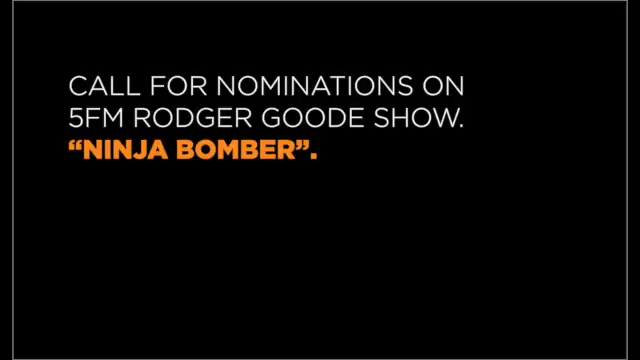 CALL FOR NOMINATIONS ON
5FM RODGER GOODE SHOW.
“NINJA BOMBER”.